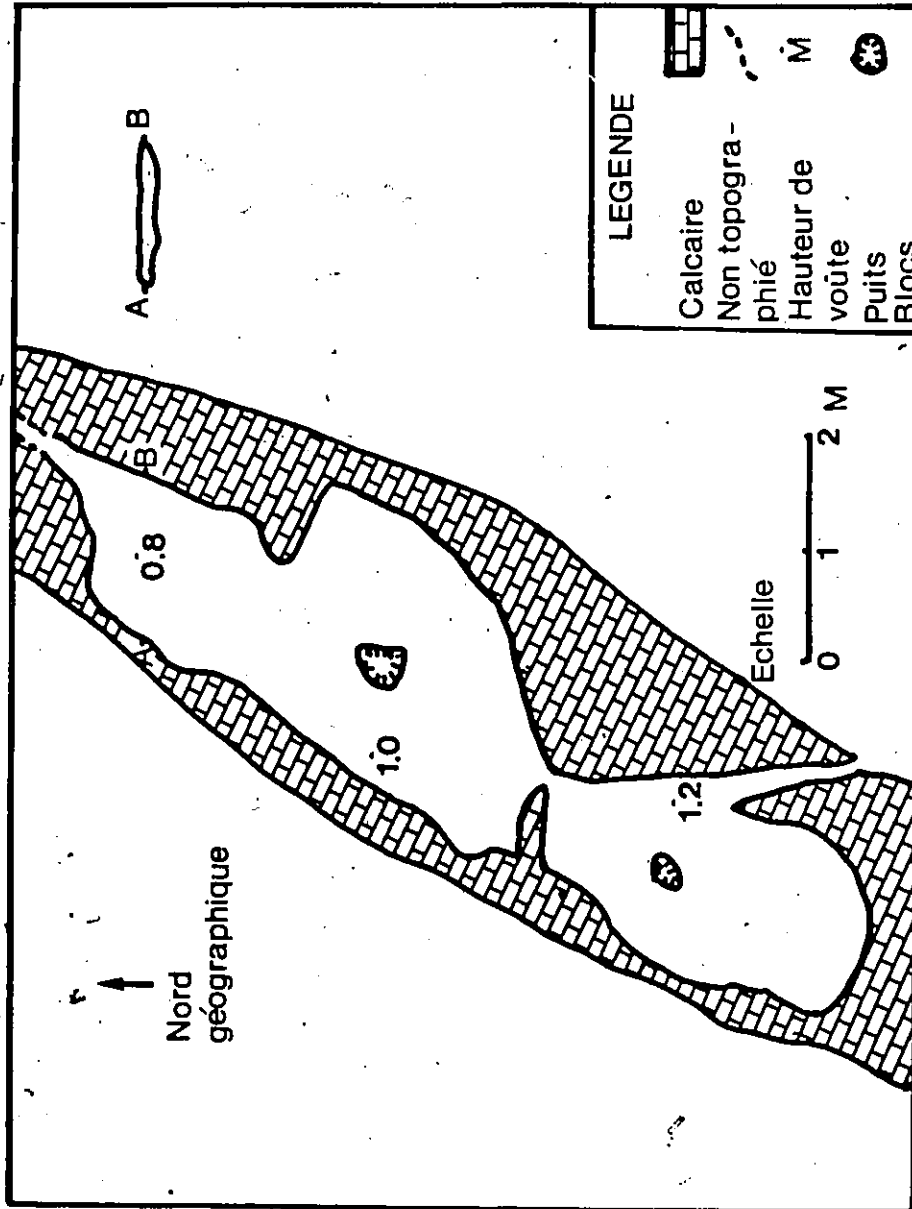 Nord
géographique
A
B
B
A
0.8
1.0
1.2
Echelle
0 1 2 M
LEGENDE
Calcaire
Non topogra-
phié
Hauteur de
voûte
M
Puits
Blocs